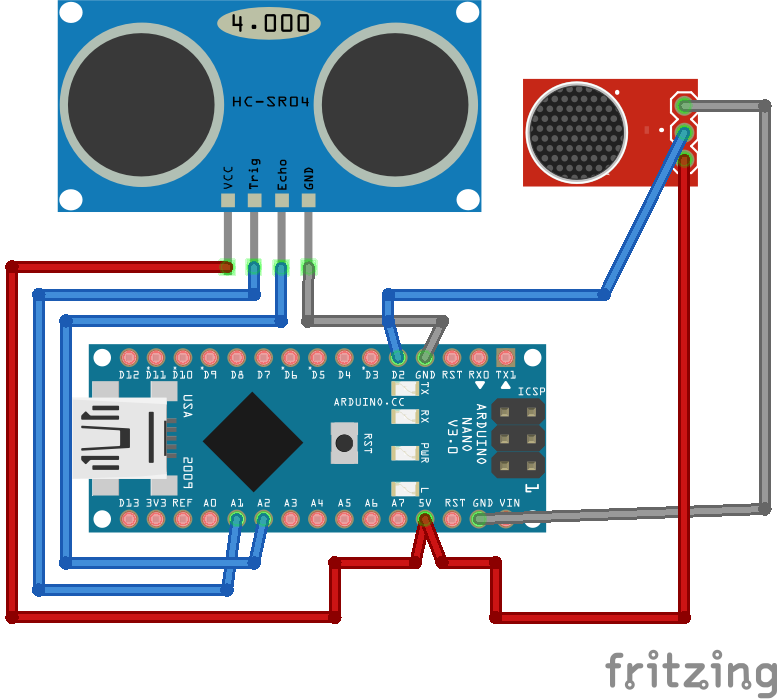 4.000
HC-SR04
VCC Trig Echo GND
D12 D11 D10 D9 D8 D7 D6 D5 D4 D3 D2 GND RST RX0 TX1
ICSP
ARDUINO.CC
TX
RX
PWR
L
RST
ARDUINO
NANO
V3.0
USA
2009
1
D13 3V3 REF A0 A1 A2 A3 A4 A5 A6 A7 5V RST GND VIN
fritzing